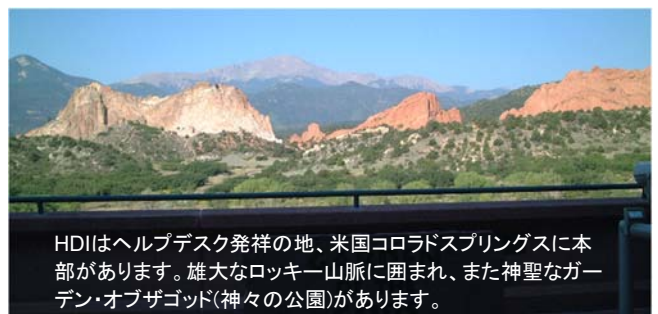 HDIはヘルプデスク発祥の地、米国コロラドスプリングスに本
部があります。雄大なロッキー山脈に囲まれ、また神聖なガー
デン・オブザゴッド(神々の公園)があります。